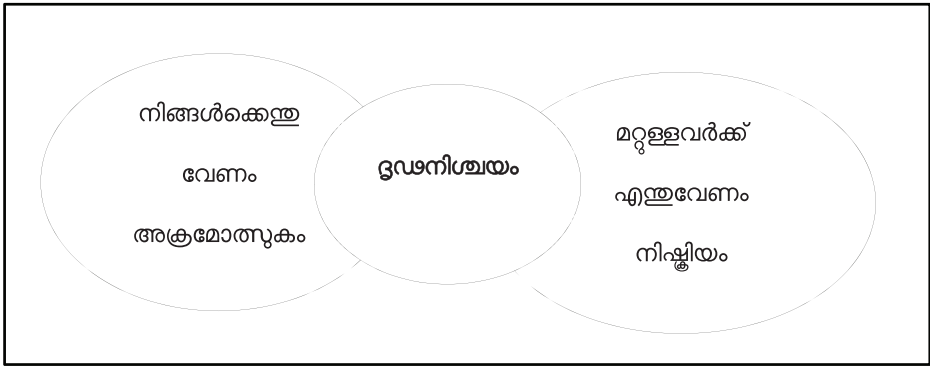 നിങ്ങൾക്കെന്തു
വേണം
അക്രമോത്സുകം
ദൃഢനിശ്ചയം
മറ്റുള്ളവർക്ക്
എന്തുവേണം
നിഷ്ക്രിയം